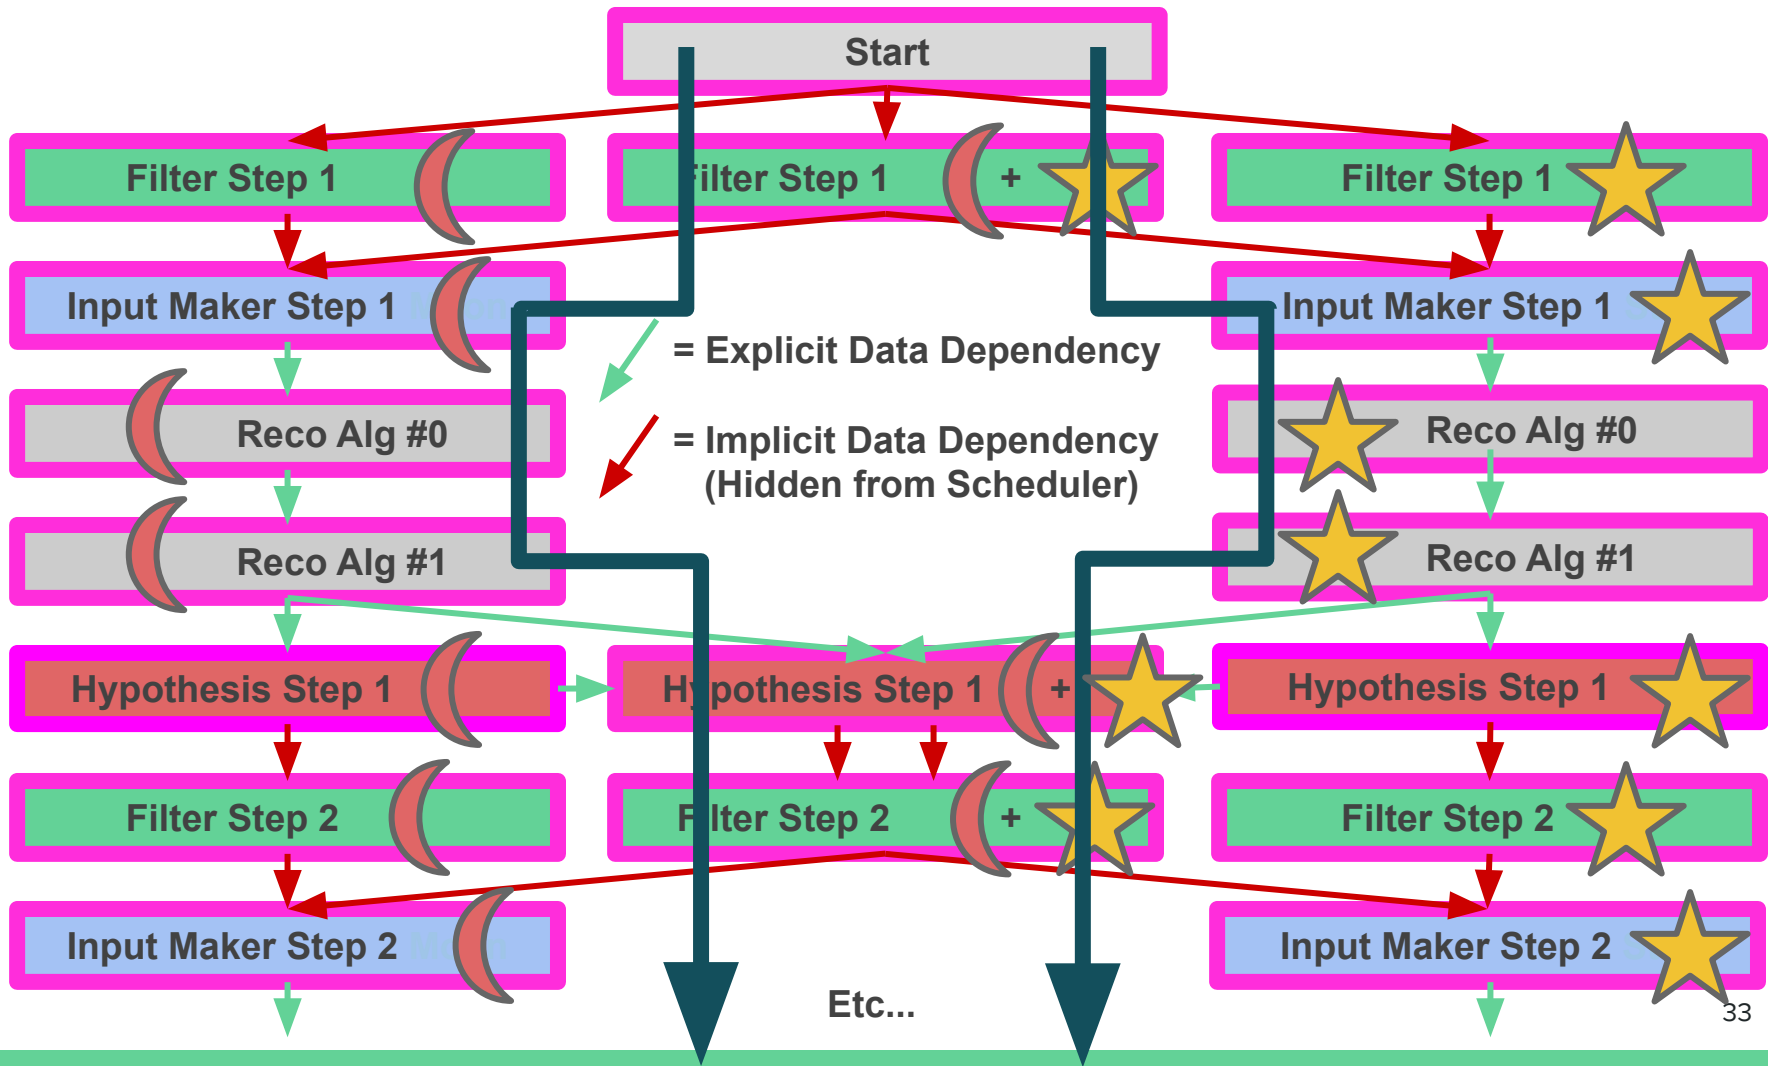 Start
Filter Step 1
Filter Step 1 +
Filter Step 1
Input Maker Step 1
Input Maker Step 1
= Explicit Data Dependency
Reco Alg #0
= Implicit Data Dependency
(Hidden from Scheduler)
Reco Alg #0
Reco Alg #1
Reco Alg #1
Hypothesis Step 1
Hypothesis Step 1 +
Hypothesis Step 1
Filter Step 2
Filter Step 2 +
Filter Step 2
Input Maker Step 2
Input Maker Step 2
Etc...
33